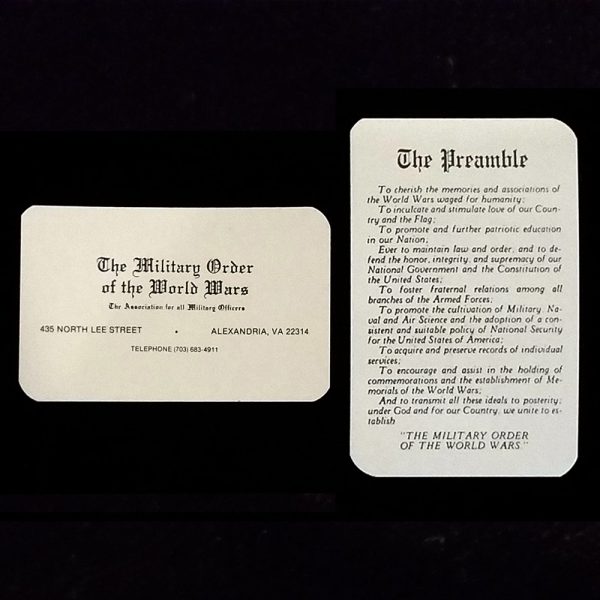 The Military Order
of the World Wars
The Association for all Military Officers
435 NORTH LEE STREET • ALEXANDRIA, VA 22314
TELEPHONE (703) 683-4911
The Preamble
To cherish the memories and associations of
the World Wars waged for humanity;
To inculcate and stimulate love of our Coun-
try and the Flag;
To promote and further patriotic education
in our Nation;
Ever to maintain law and order, and to de-
fend the honor, integrity, and supremacy of our
National Government and the Constitution of
the United States;
To foster fraternal relations among all
branches of the Armed Forces;
To promote the cultivation of Military, Na-
val and Air Science and the adoption of a con-
sistent and suitable policy of National Security
for the United States of America;
To acquire and preserve records of individual
services;
To encourage and assist in the holding of
commemorations and the establishment of Me-
morials of the World Wars;
And to transmit all these ideals to posterity;
under God and for our Country, we unite to es-
tablish
"THE MILITARY ORDER
OF THE WORLD WARS."